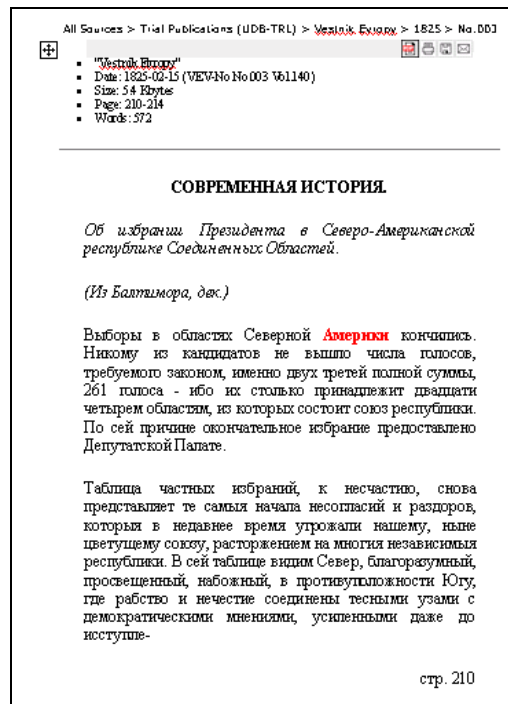 All Sources > Trial Publications (UDB-TRL) > Vestnik Evropy > 1825 > No.003
"Vestnik Evropy"
Date: 1825-02-15 (VEV-No No 003 Vol.140)
Size: 5.4 Kbytes
Page: 210-214
Words: 572
СОВРЕМЕННАЯ ИСТОРИЯ.
Об избрании Президента в Северо-Американской
республике Соединенных Областей.
(Из Балтимора, дек.)
Выборы в областях Северной Америки кончились.
Никому из кандидатов не вышло числа голосов,
требуемого законом, именно двух третей полной суммы,
261 голоса - ибо их столько принадлежит двадцати
четырем областям, из которых состоит союз республики.
По сей причине окончательное избрание предоставлено
Депутатской Палате.
Таблица частных избраний, к несчастию, снова
представляет те самыя начала несогласий и раздоров,
которыя в недавнее время угрожали нашему, ныне
цветущему союзу, расторжением на многия независимыя
республики. В сей таблице видим Север, благоразумный,
просвещенный, набожный, в противуположности Югу,
где рабство и нечестие соединены тесными узами с
демократическими мнениями, усиленными даже до
исступле-
стр. 210